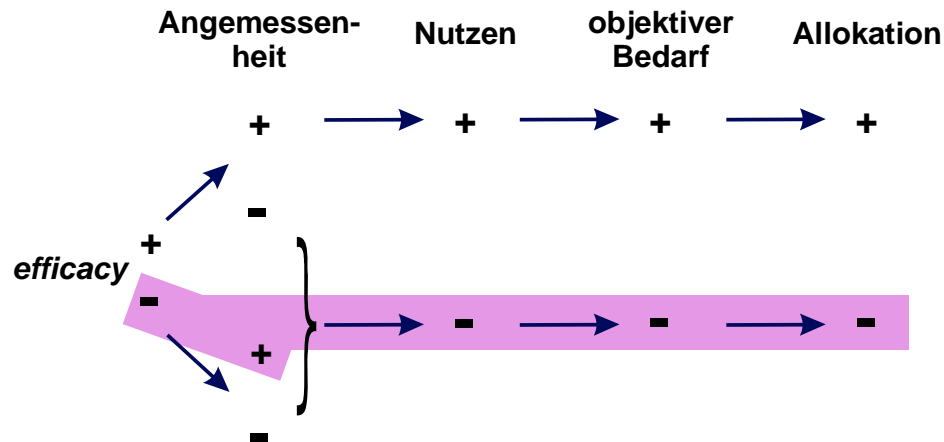 Angemessen-
heit
Nutzen
objektiver
Bedarf
Allokation
+
+
+
+
-
+
efficacy
-
-
-
-
+
-